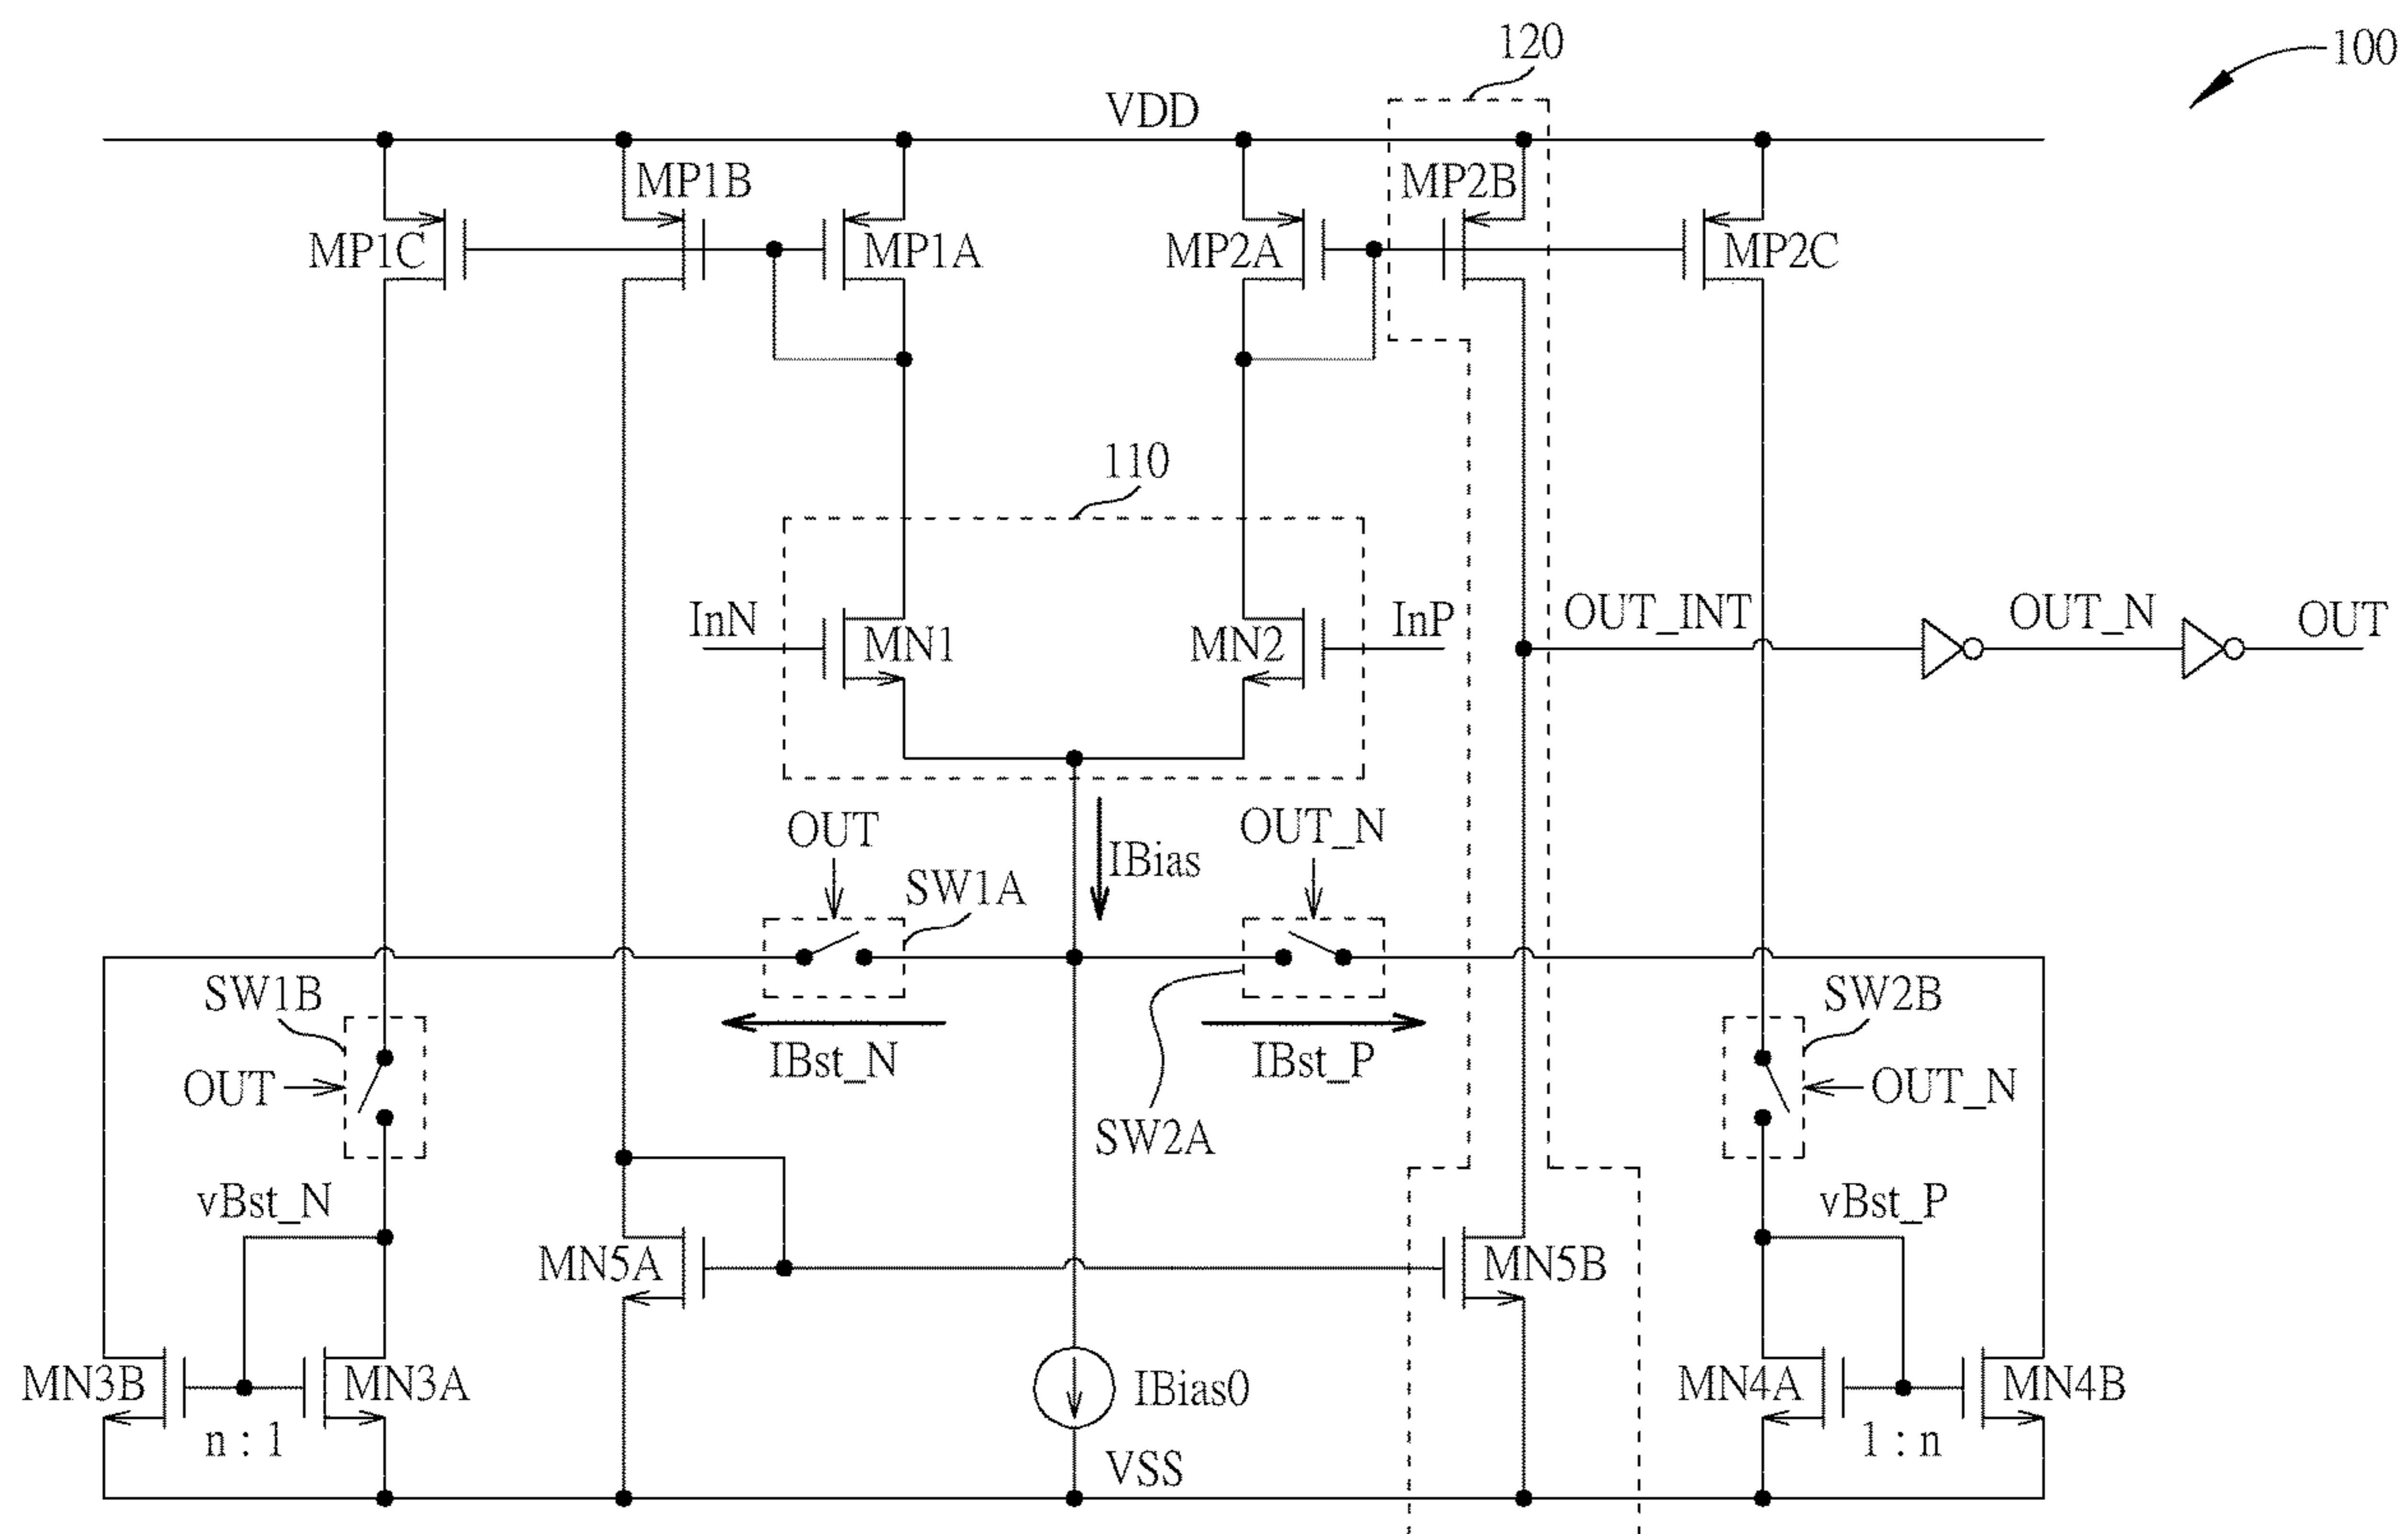 120
100
VDD
MP1B
MP2B
MP1C
MP1A
MP2A
MP2C
110
InN
MN1
MN2
InP
OUT_INT
OUT_N
OUT
OUT
OUT_N
IBias
SW1A
SW1B
SW2B
IBst_N
IBst_P
OUT
OUT_N
SW2A
vBst_N
vBst_P
MN5A
MN5B
MN3B
MN3A
IBias0
MN4A
MN4B
n : 1
1 : n
VSS